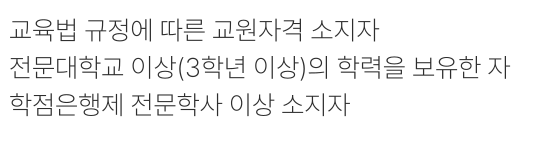 교육법 규정에 따른 교원자격 소지자
전문대학교 이상(3학년 이상)의 학력을 보유한 자
학점은행제 전문학사 이상 소지자